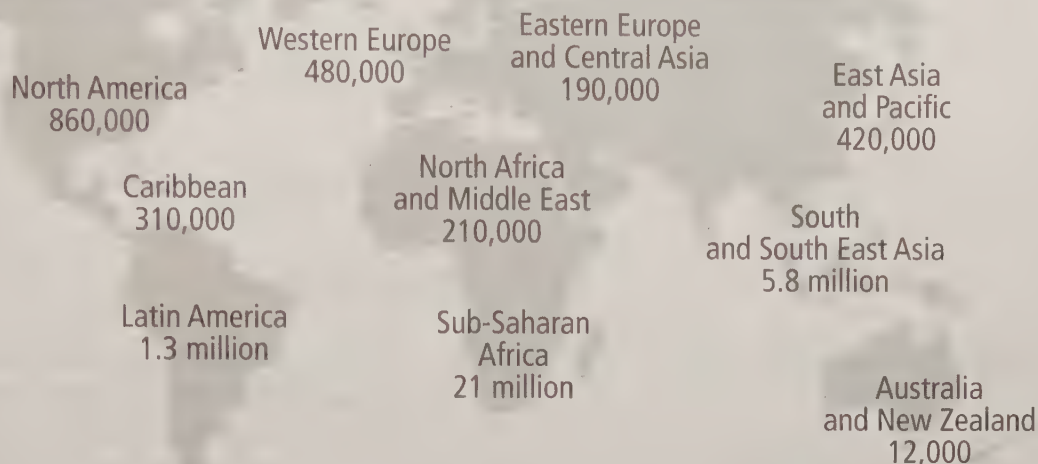 Western Europe
480,000
Eastern Europe
and Central Asia
190,000
North America
860,000
East Asia
and Pacific
420,000
Caribbean
310,000
North Africa
and Middle East
210,000
South
and South East Asia
5.8 million
Latin America
1.3 million
Sub-Saharan
Africa
21 million
Australia
and New Zealand
12,000